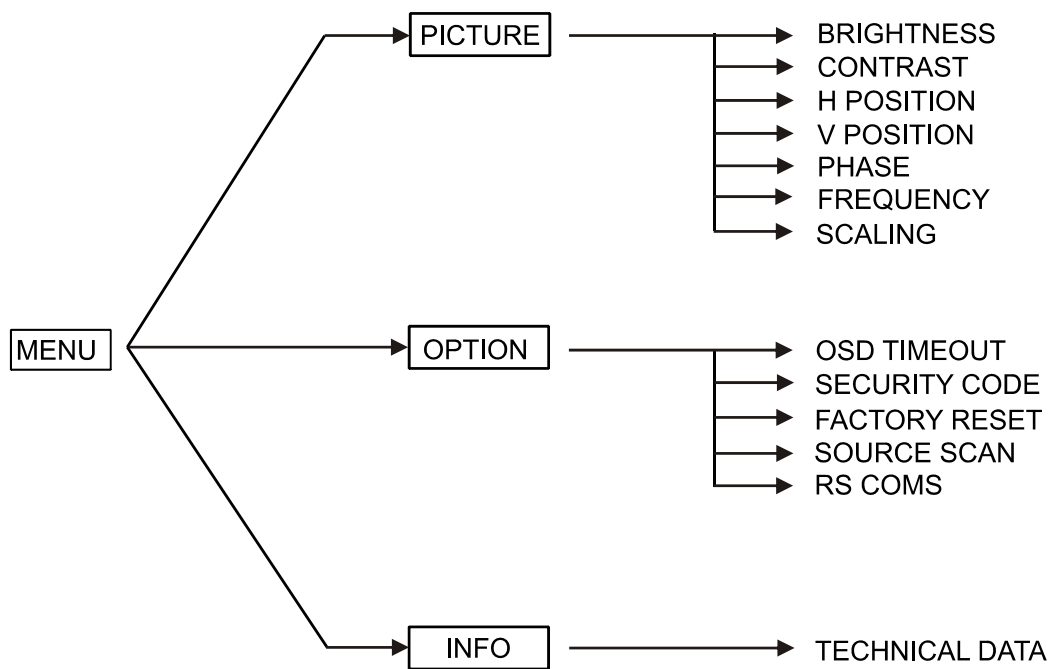 PICTURE
BRIGHTNESS
CONTRAST
H POSITION
V POSITION
PHASE
FREQUENCY
SCALING
MENU
OPTION
OSD TIMEOUT
SECURITY CODE
FACTORY RESET
SOURCE SCAN
RS COMS
INFO
TECHNICAL DATA